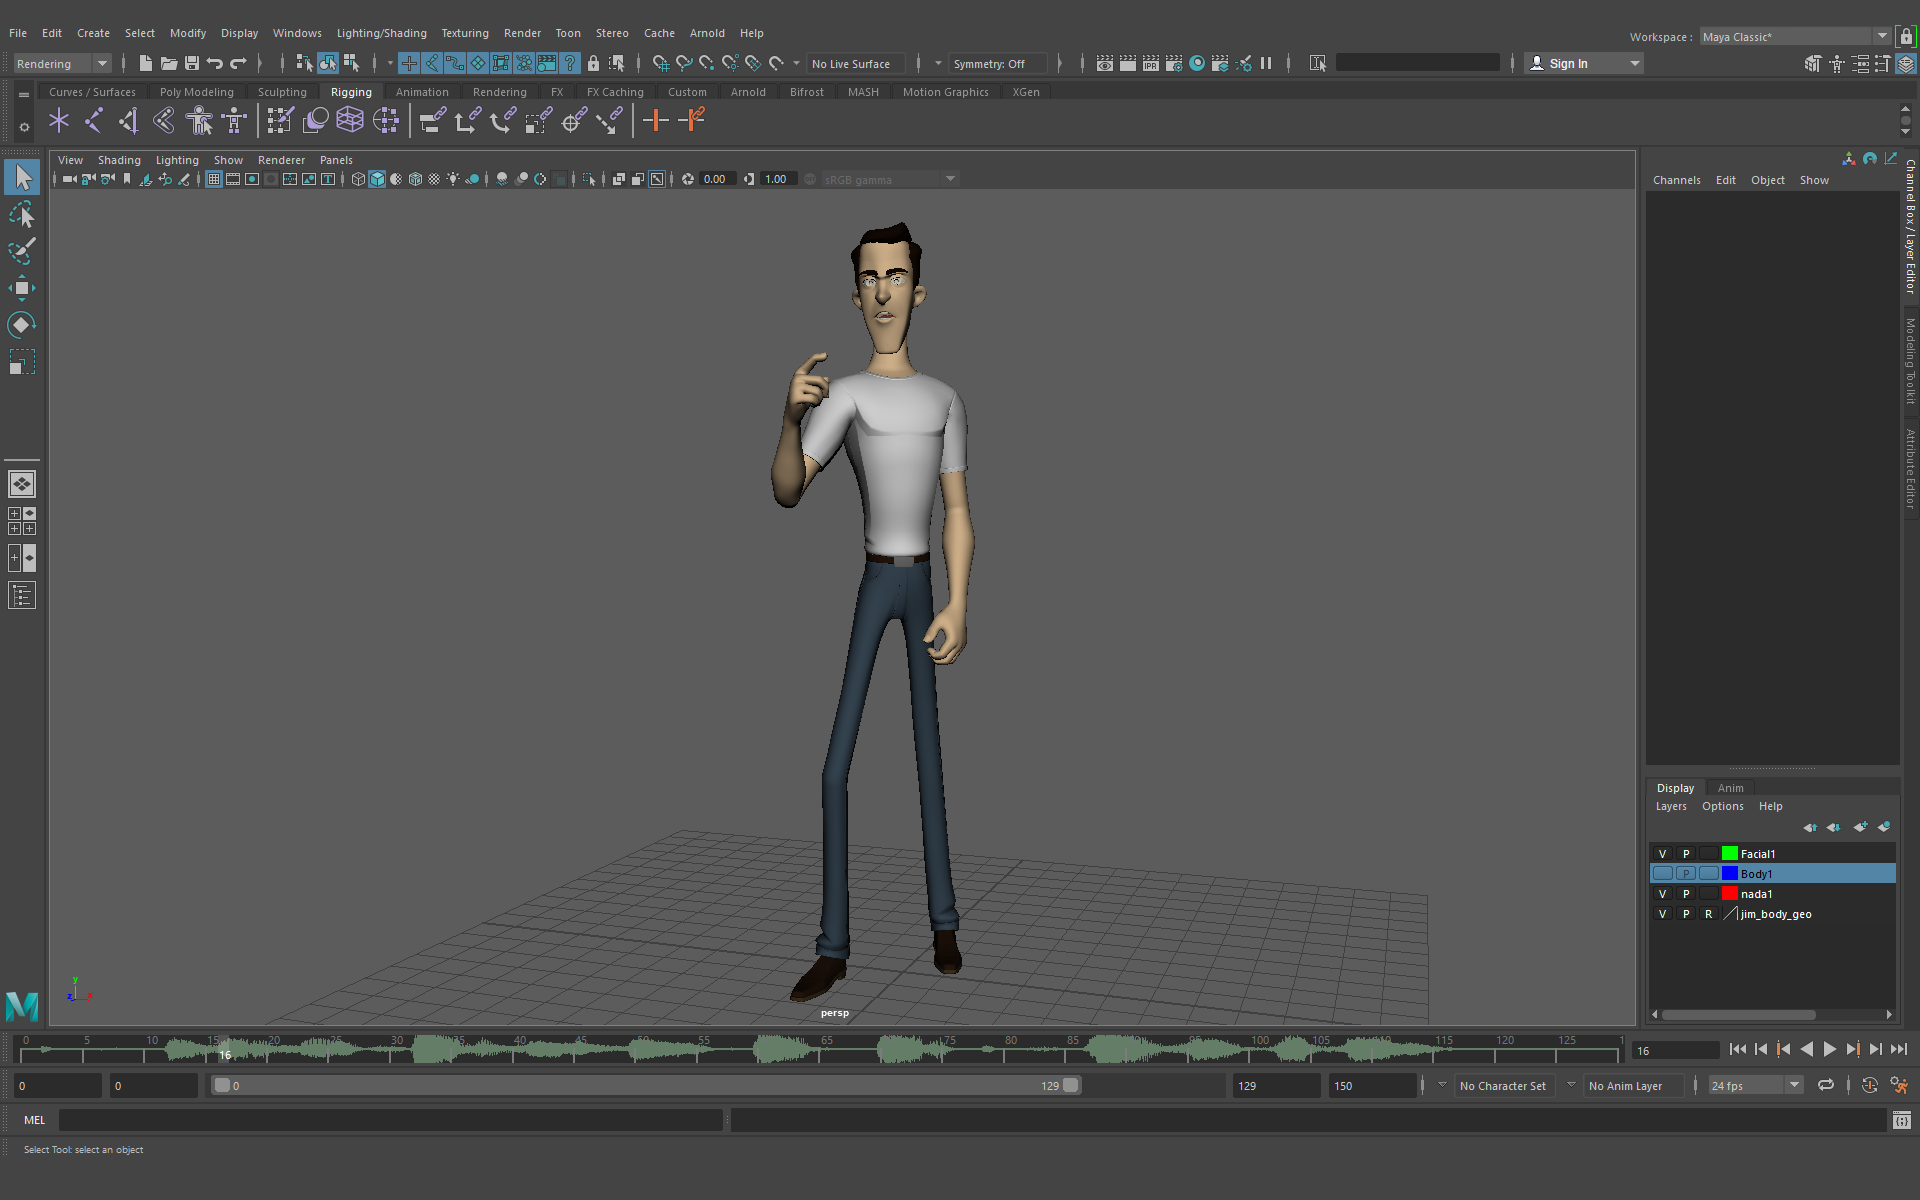 File Edit Create Select Modify Display Windows Lighting/Shading Texturing Render Toon Stereo Cache Arnold Help
Workspace : Maya Classic*
Rendering No Live Surface Symmetry: Off IPR Sign In
Curves / Surfaces Poly Modeling Sculpting Rigging Animation Rendering FX FX Caching Custom Arnold Bifrost MASH Motion Graphics XGen
View Shading Lighting Show Renderer Panels
0.00 1.00 sRGB gamma
Channels Edit Object Show
Channel Box / Layer Editor
Modeling Toolkit
Attribute Editor
Display Anim
Layers Options Help
V P Facial1
P Body1
V P nada1
V P R jim_body_geo
y
z x
persp
0 5 10 15 20 25 30 35 40 45 50 55 60 65 70 75 80 85 90 95 100 105 110 115 120 125 1
16
16
0 0 0 129 129 150 No Character Set No Anim Layer 24 fps
MEL
Select Tool: select an object